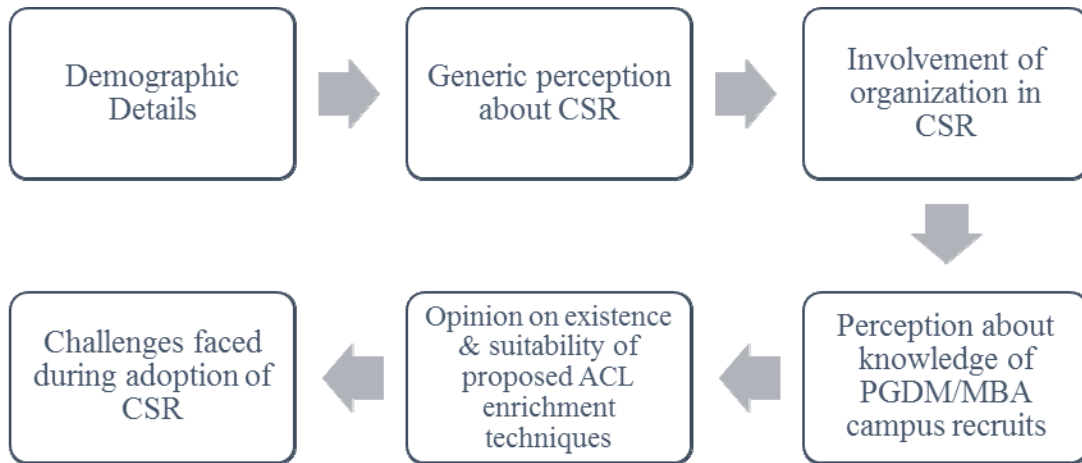 Demographic
Details
Generic perception
about CSR
Involvement of
organization in
CSR
Perception about
knowledge of
PGDM/MBA
campus recruits
Opinion on existence
& suitability of
proposed ACL
enrichment
techniques
Challenges faced
during adoption of
CSR